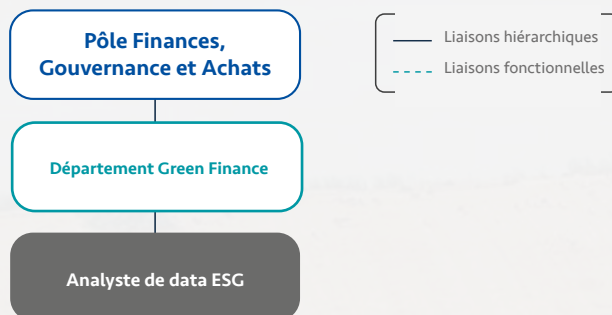 Pôle Finances,
Gouvernance et Achats
Liaisons hiérarchiques
Liaisons fonctionnelles
Département Green Finance
Analyste de data ESG